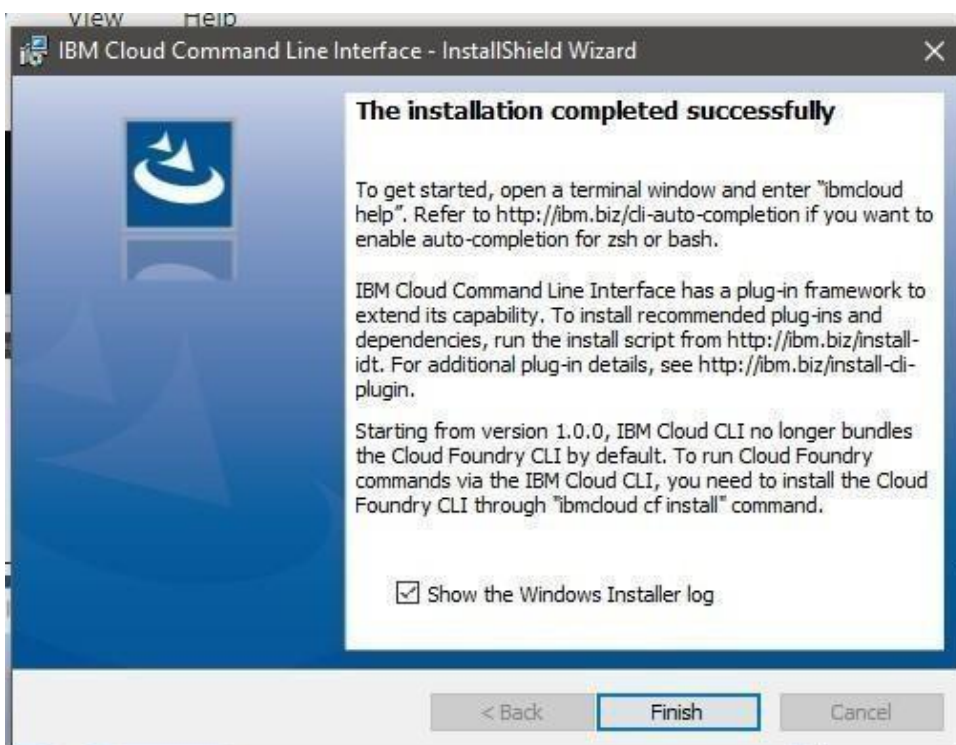 View Help
IBM Cloud Command Line Interface - InstallShield Wizard
The installation completed successfully
To get started, open a terminal window and enter "ibmcloud
help". Refer to http://ibm.biz/cli-auto-completion if you want to
enable auto-completion for zsh or bash.
IBM Cloud Command Line Interface has a plug-in framework to
extend its capability. To install recommended plug-ins and
dependencies, run the install script from http://ibm.biz/install-
idt. For additional plug-in details, see http://ibm.biz/install-cli-
plugin.
Starting from version 1.0.0, IBM Cloud CLI no longer bundles
the Cloud Foundry CLI by default. To run Cloud Foundry
commands via the IBM Cloud CLI, you need to install the Cloud
Foundry CLI through "ibmcloud cf install" command.
Show the Windows Installer log
< Back Finish Cancel